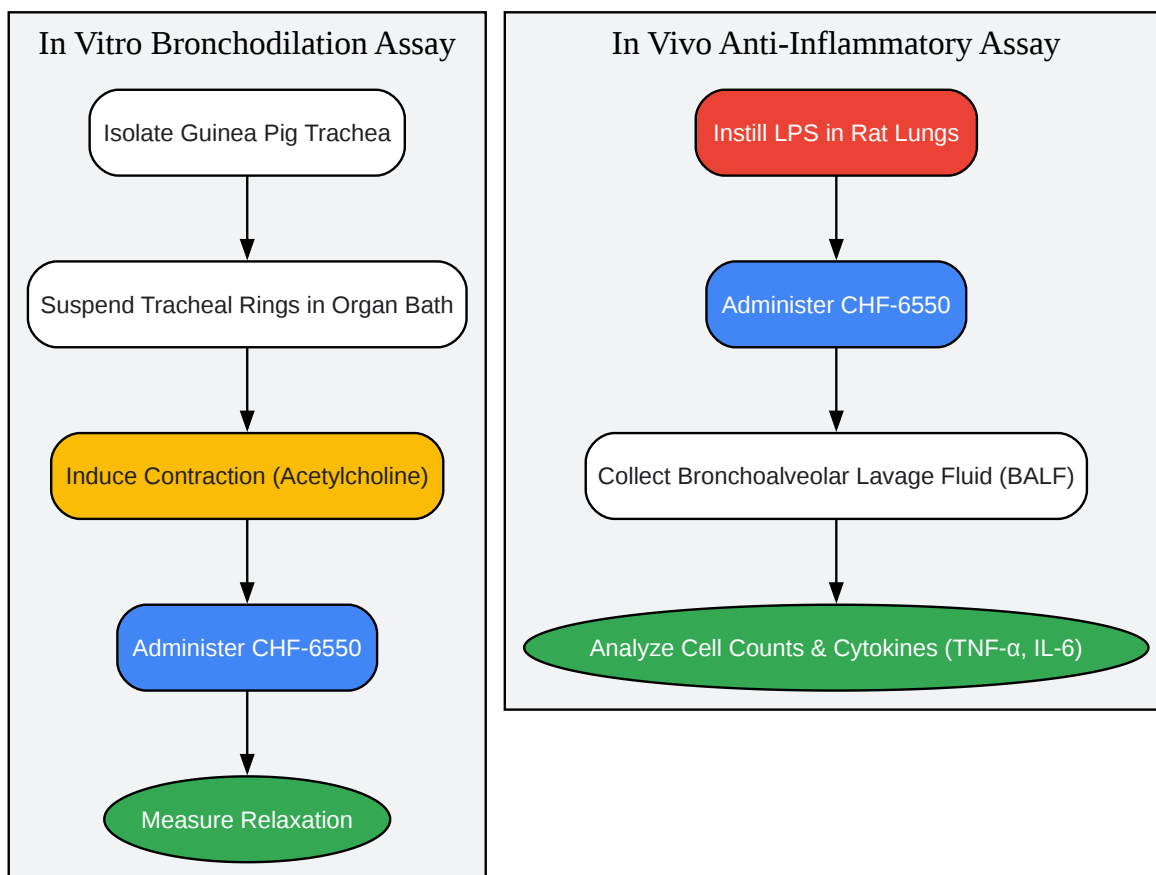 In Vitro Bronchodilation Assay
Isolate Guinea Pig Trachea
Suspend Tracheal Rings in Organ Bath
Induce Contraction (Acetylcholine)
Administer CHF-6550
Measure Relaxation
In Vivo Anti-Inflammatory Assay
Instill LPS in Rat Lungs
Administer CHF-6550
Collect Bronchoalveolar Lavage Fluid (BALF)
Analyze Cell Counts & Cytokines (TNF-α, IL-6)